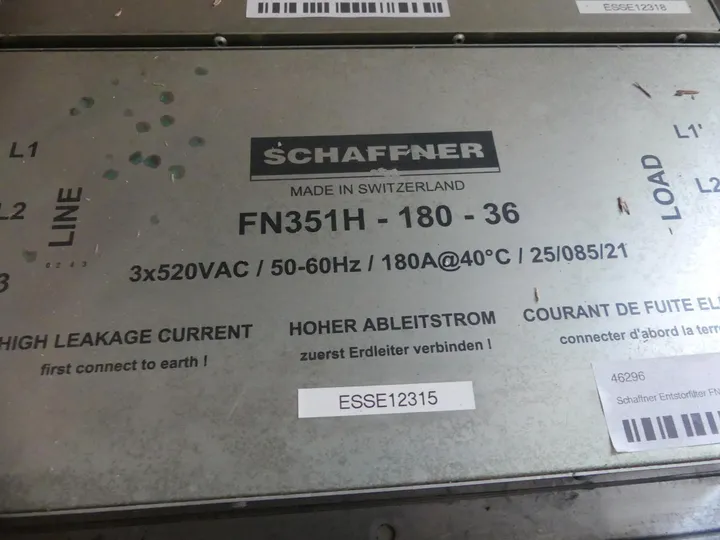 ESSE12318
SCHAFFNER
MADE IN SWITZERLAND
FN351H - 180 - 36
3x520VAC / 50-60Hz / 180A@40°C / 25/085/21
L1
L2
3
LINE
LOAD
L1'
L2
HIGH LEAKAGE CURRENT
first connect to earth !
HOHER ABLEITSTROM
zuerst Erdleiter verbinden !
COURANT DE FUITE EL
connecter d'abord la terr
ESSE12315
46296
Schaffner Entstörfilter FN